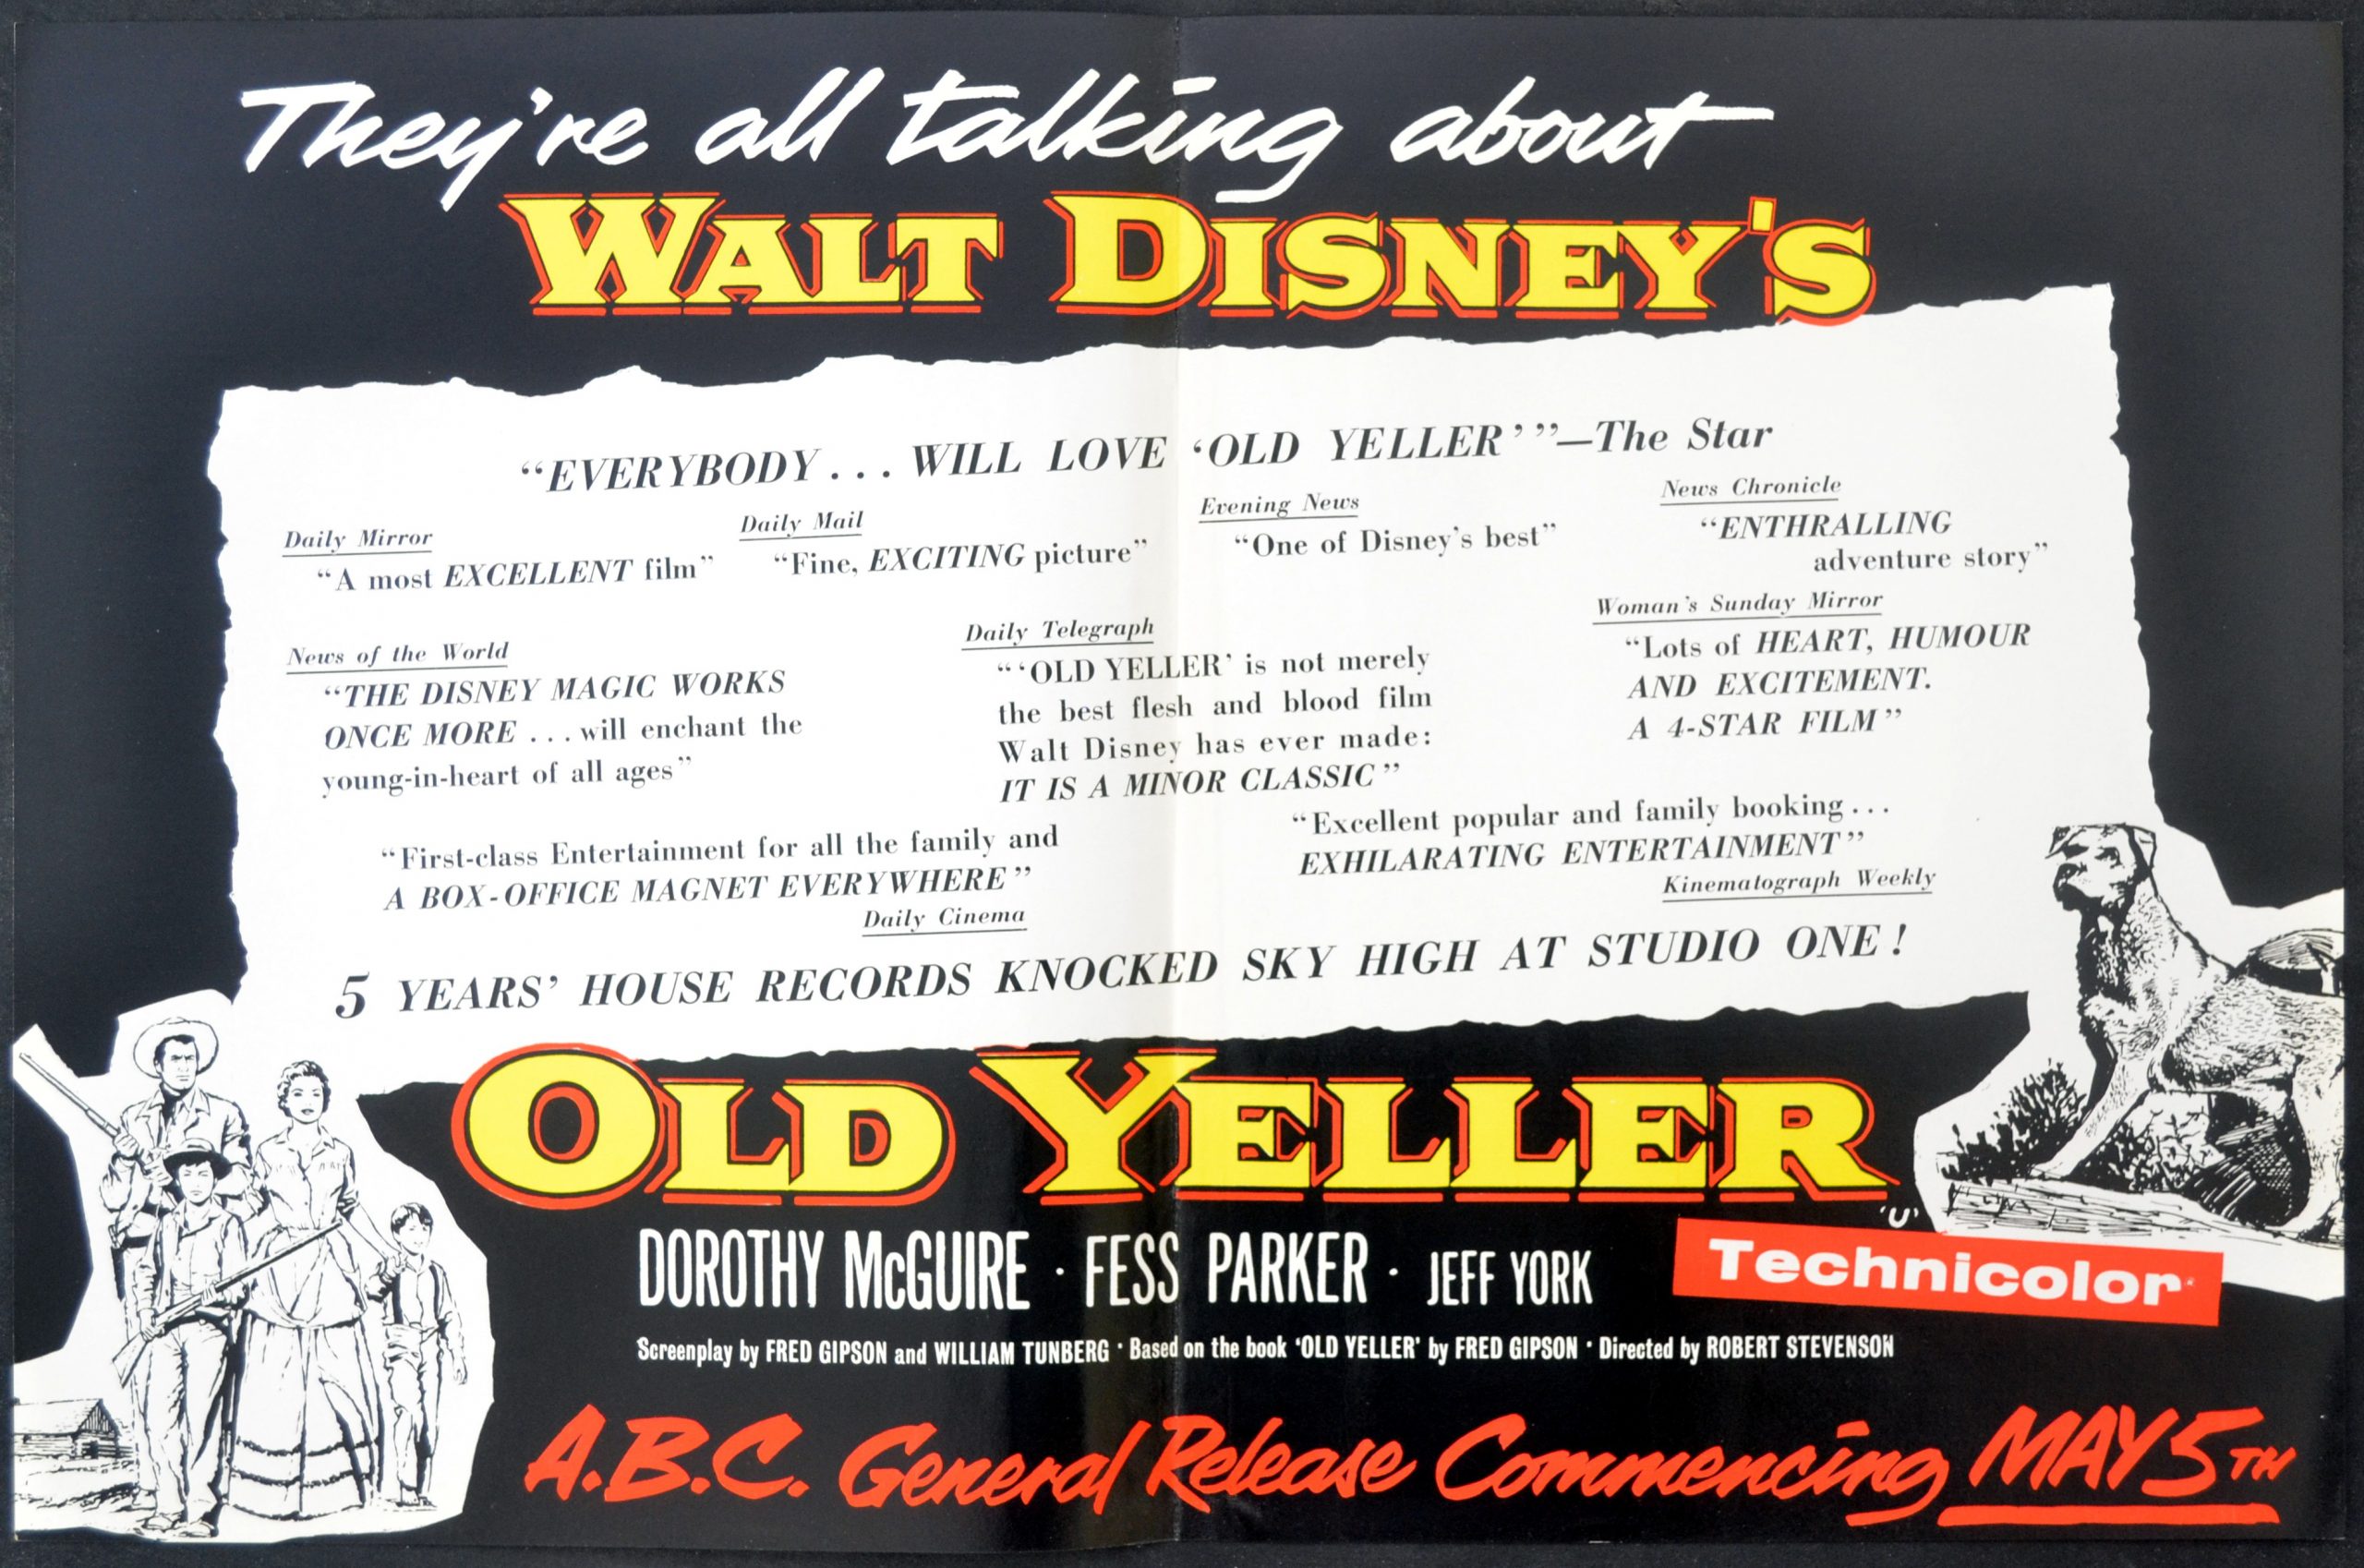 They're all talking about
WALT DISNEY'S
“EVERYBODY . . . WILL LOVE ‘OLD YELLER’”—The Star
Daily Mirror
“A most EXCELLENT film”
Daily Mail
“Fine, EXCITING picture”
Evening News
“One of Disney’s best”
News Chronicle
“ENTHRALLING
adventure story”
News of the World
“THE DISNEY MAGIC WORKS
ONCE MORE . . . will enchant the
young-in-heart of all ages”
Daily Telegraph
“‘OLD YELLER’ is not merely
the best flesh and blood film
Walt Disney has ever made:
IT IS A MINOR CLASSIC”
Woman’s Sunday Mirror
“Lots of HEART, HUMOUR
AND EXCITEMENT.
A 4-STAR FILM”
“First-class Entertainment for all the family and
A BOX-OFFICE MAGNET EVERYWHERE”
Daily Cinema
“Excellent popular and family booking . . .
EXHILARATING ENTERTAINMENT”
Kinematograph Weekly
5 YEARS’ HOUSE RECORDS KNOCKED SKY HIGH AT STUDIO ONE!
OLD YELLER
‘U’
DOROTHY McGUIRE · FESS PARKER · JEFF YORK
Technicolor
Screenplay by FRED GIPSON and WILLIAM TUNBERG · Based on the book ‘OLD YELLER’ by FRED GIPSON · Directed by ROBERT STEVENSON
A.B.C. General Release Commencing MAY 5TH